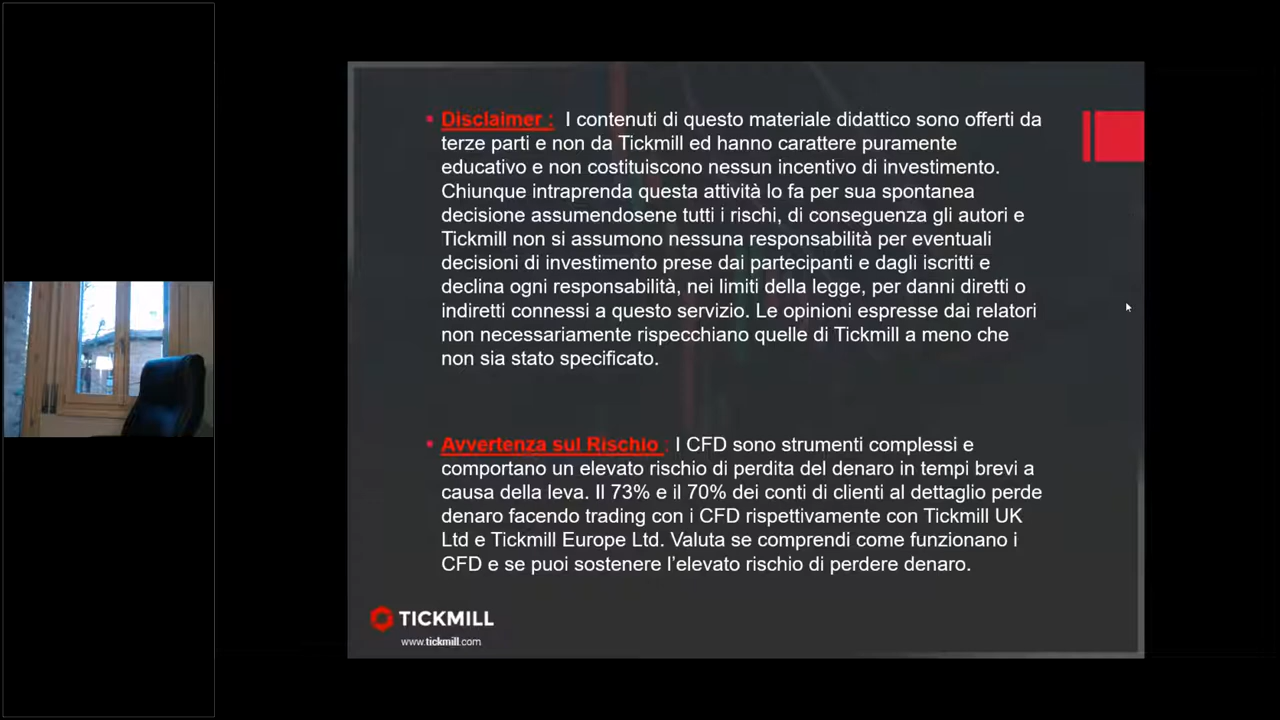 Disclaimer : I contenuti di questo materiale didattico sono offerti da
terze parti e non da Tickmill ed hanno carattere puramente
educativo e non costituiscono nessun incentivo di investimento.
Chiunque intraprenda questa attività lo fa per sua spontanea
decisione assumendosene tutti i rischi, di conseguenza gli autori e
Tickmill non si assumono nessuna responsabilità per eventuali
decisioni di investimento prese dai partecipanti e dagli iscritti e
declina ogni responsabilità, nei limiti della legge, per danni diretti o
indiretti connessi a questo servizio. Le opinioni espresse dai relatori
non necessariamente rispecchiano quelle di Tickmill a meno che
non sia stato specificato.
Avvertenza sul Rischio : I CFD sono strumenti complessi e
comportano un elevato rischio di perdita del denaro in tempi brevi a
causa della leva. Il 73% e il 70% dei conti di clienti al dettaglio perde
denaro facendo trading con i CFD rispettivamente con Tickmill UK
Ltd e Tickmill Europe Ltd. Valuta se comprendi come funzionano i
CFD e se puoi sostenere l'elevato rischio di perdere denaro.
TICKMILL
www.tickmill.com